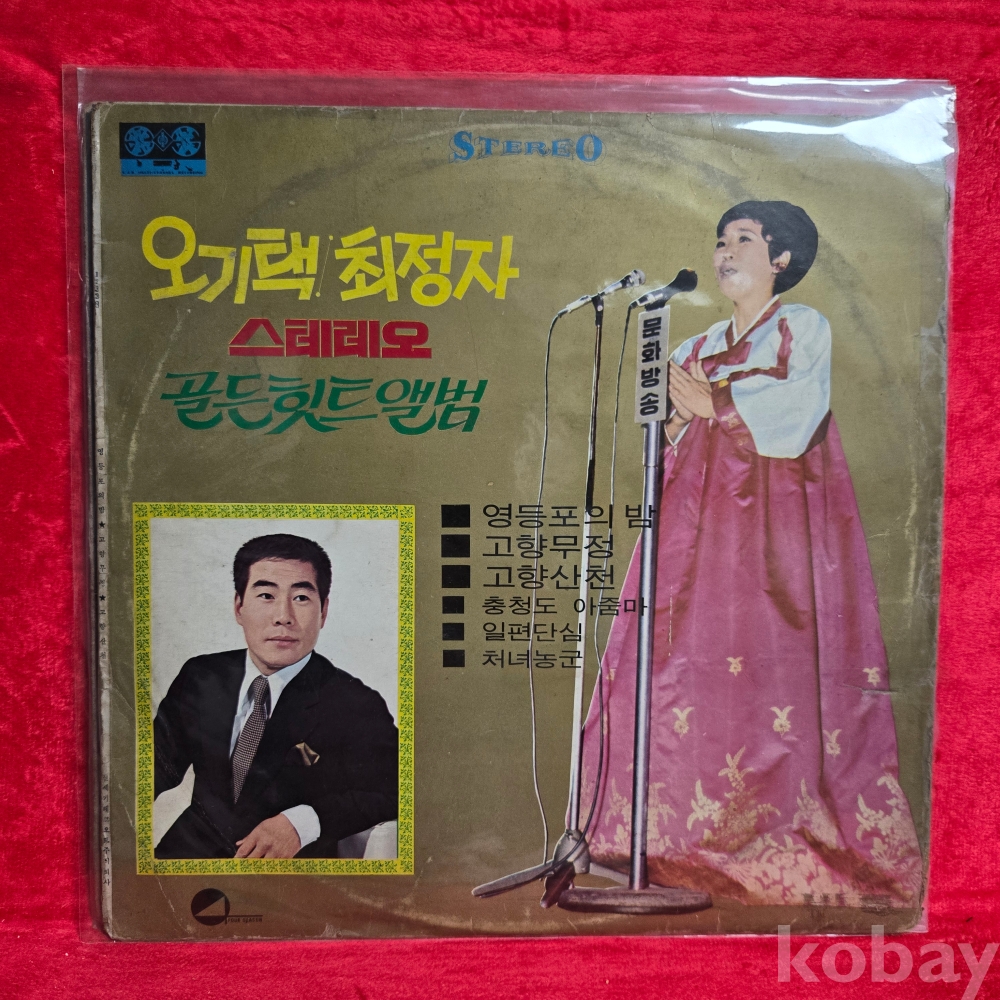 STEREO
오기택/최정자
스테레오
골든힛트앨범
문화방송
■ 영등포의 밤
■ 고향무정
■ 고향산천
■ 충청도 아줌마
■ 일편단심
■ 처녀농군
kobay